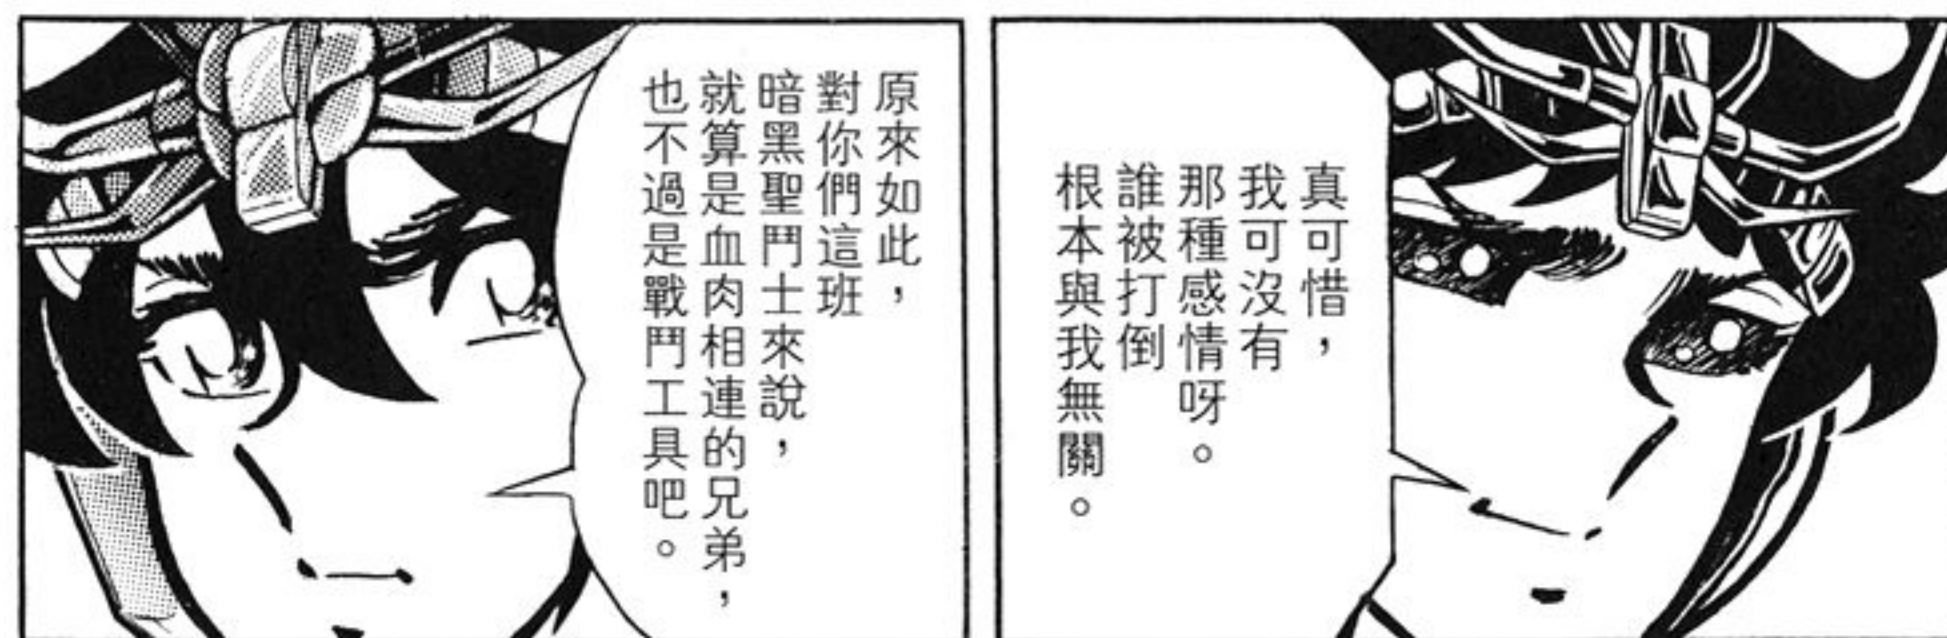 真可惜，
我可沒有
那種感情呀。
誰被打倒
根本與我無關。
原來如此，
對你們這班
暗黑聖鬥士來說，
就算是血肉相連的兄弟，
也不過是戰鬥工具吧。